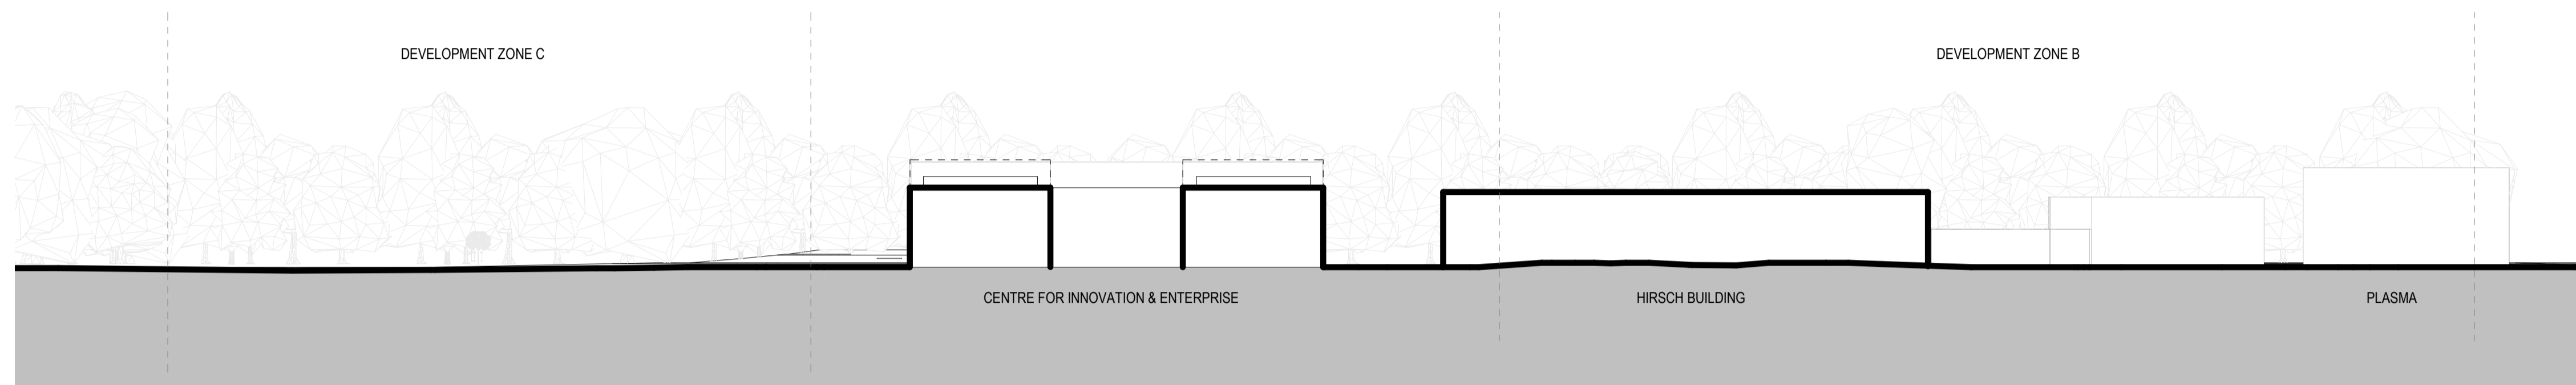 DEVELOPMENT ZONE C
DEVELOPMENT ZONE B
CENTRE FOR INNOVATION & ENTERPRISE
HIRSCH BUILDING
PLASMA